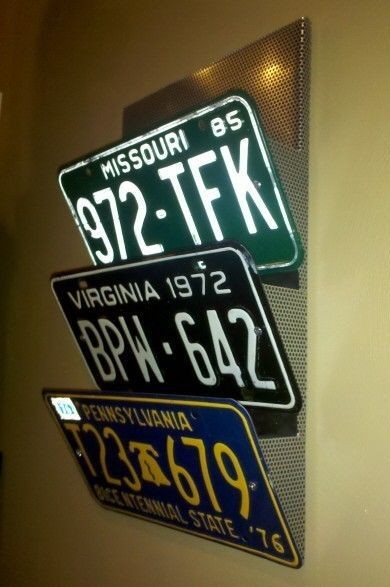 MISSOURI 85
972-TFK
VIRGINIA 1972
BPW·642
PENNSYLVANIA
T23 679
BICENTENNIAL STATE, '76